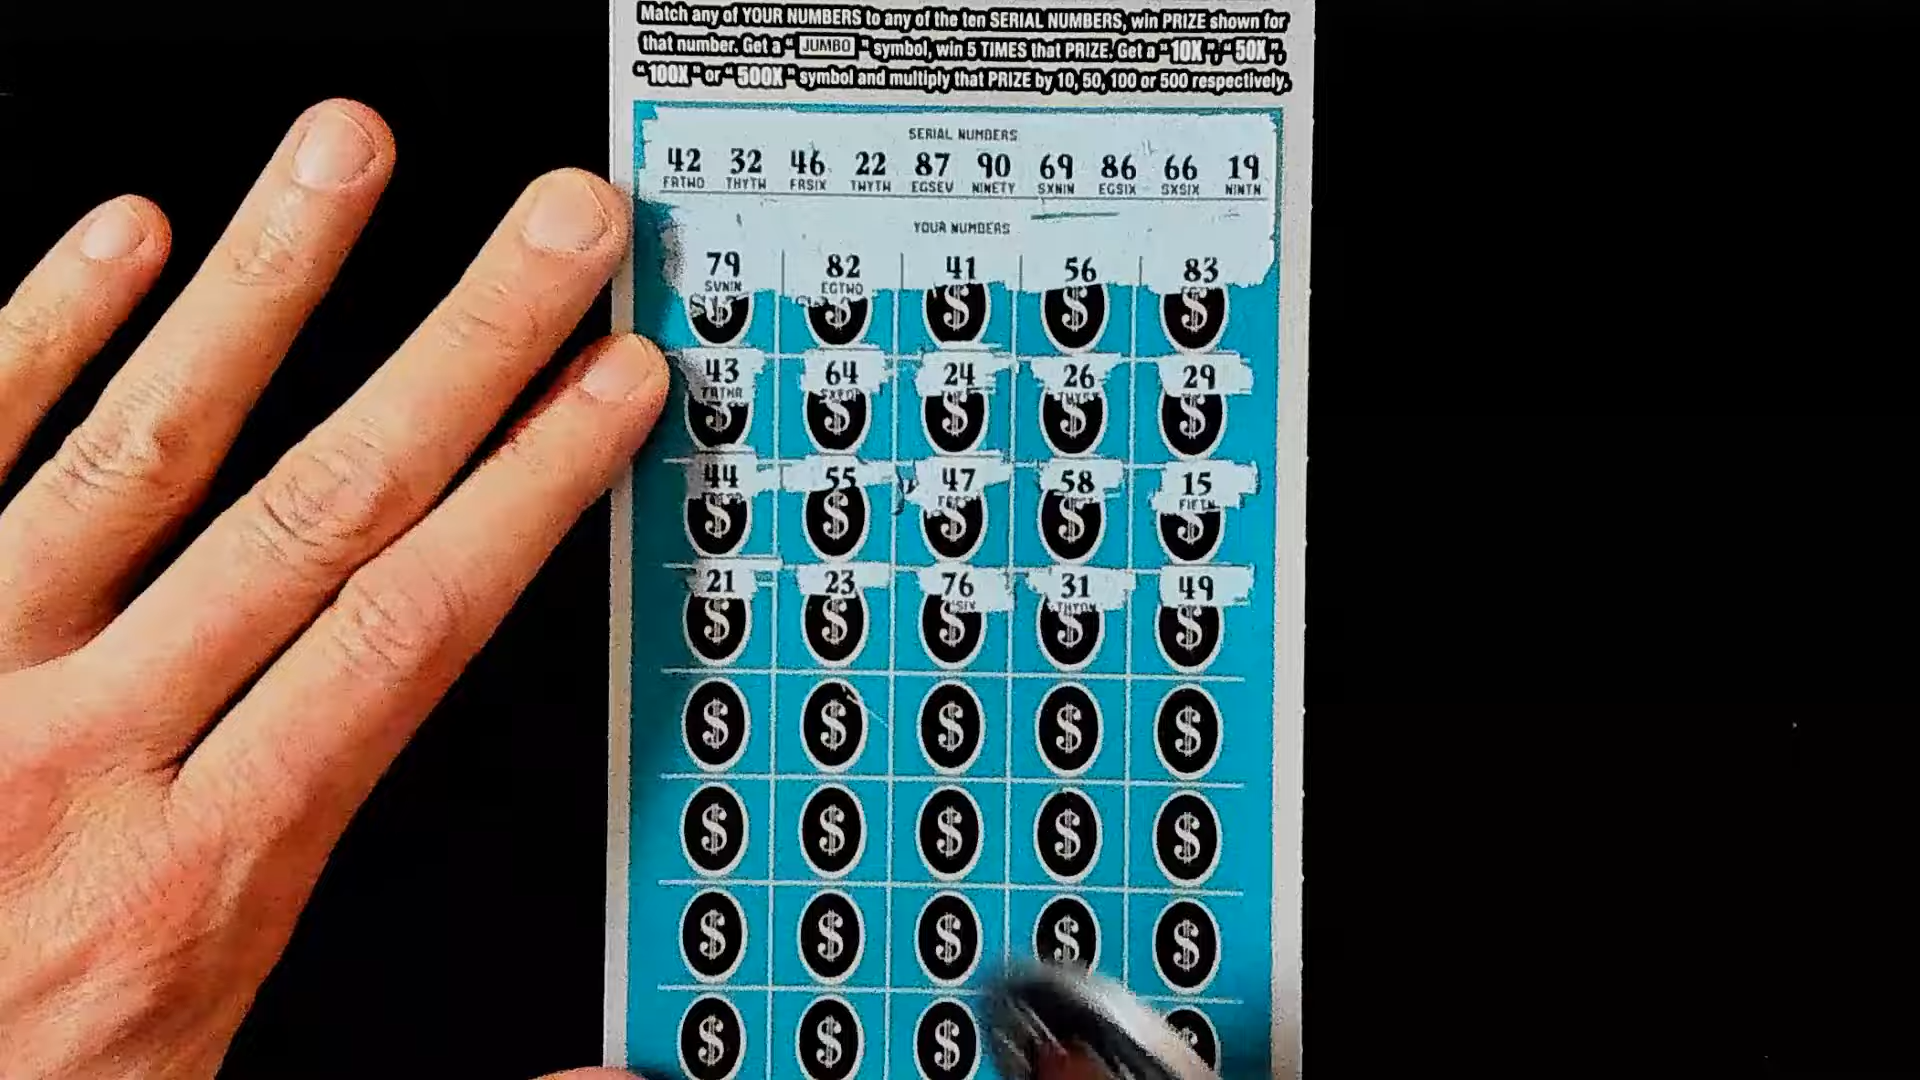 Match any of YOUR NUMBERS to any of the ten SERIAL NUMBERS, win PRIZE shown for
that number. Get a "JUMBO" symbol, win 5 TIMES that PRIZE. Get a "10X", "50X",
"100X" or "500X" symbol and multiply that PRIZE by 10, 50, 100 or 500 respectively.
SERIAL NUMBERS
42 32 46 22 87 90 69 86 66 19
FRTWO THYTW FRSIX TWYTW EGSEV NINETY SXNIN EGSIX SXSIX NINTN
YOUR NUMBERS
79 82 41 56 83
SVNIN EGTWO
$ $ $ $ $
43 64 24 26 29
FRTHR
$ $ $ $ $
44 55 47 58 15
FIFTN
$ $ $ $ $
21 23 76 31 49
THYON
$ $ $ $ $
$ $ $ $ $
$ $ $ $ $
$ $ $ $ $
$ $ $ $